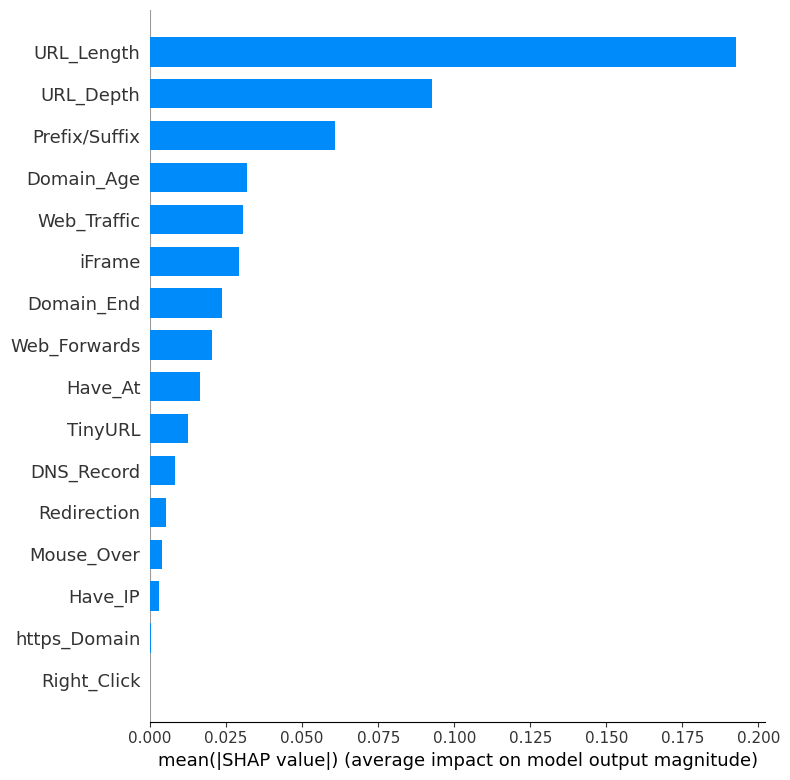 URL_Length
URL_Depth
Prefix/Suffix
Domain_Age
Web_Traffic
iFrame
Domain_End
Web_Forwards
Have_At
TinyURL
DNS_Record
Redirection
Mouse_Over
Have_IP
https_Domain
Right_Click
0.000 0.025 0.050 0.075 0.100 0.125 0.150 0.175 0.200
mean(|SHAP value|) (average impact on model output magnitude)